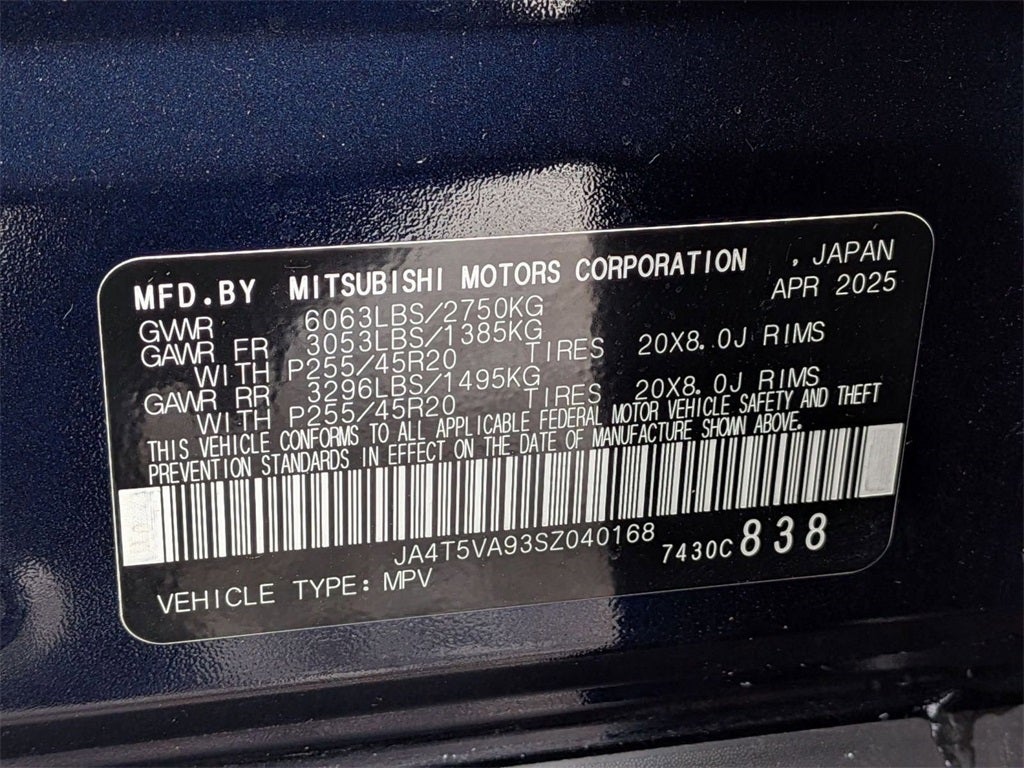 MFD.BY MITSUBISHI MOTORS CORPORATION , JAPAN
APR 2025
GVWR 6063LBS/2750KG
GAWR FR 3053LBS/1385KG
WITH P255/45R20 TIRES 20X8.0J RIMS
GAWR RR 3296LBS/1495KG
WITH P255/45R20 TIRES 20X8.0J RIMS
THIS VEHICLE CONFORMS TO ALL APPLICABLE FEDERAL MOTOR VEHICLE SAFETY AND THEFT
PREVENTION STANDARDS IN EFFECT ON THE DATE OF MANUFACTURE SHOWN ABOVE.
JA4T5VA93SZ040168 7430C838
VEHICLE TYPE: MPV